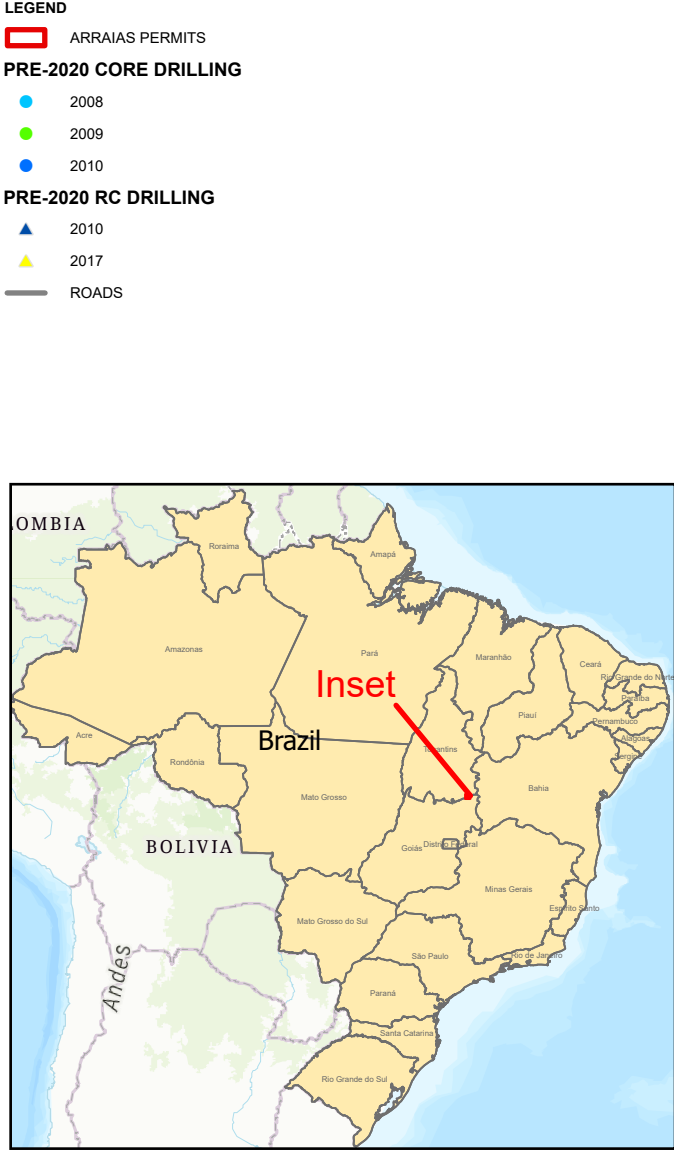 LEGEND
ARRAIAS PERMITS
PRE-2020 CORE DRILLING
2008
2009
2010
PRE-2020 RC DRILLING
2010
2017
ROADS
OMBIA
Roraima
Amapá
Amazonas
Pará
Maranhão
Ceará
Rio Grande do Norte
Inset
Paraíba
Piauí
Pernambuco
Acre
Brazil
Tocantins
Alagoas
Sergipe
Rondônia
Mato Grosso
Bahia
BOLIVIA
Goiás
Distrito Federal
Minas Gerais
Espírito Santo
Mato Grosso do Sul
São Paulo
Rio de Janeiro
Andes
Paraná
Santa Catarina
Rio Grande do Sul